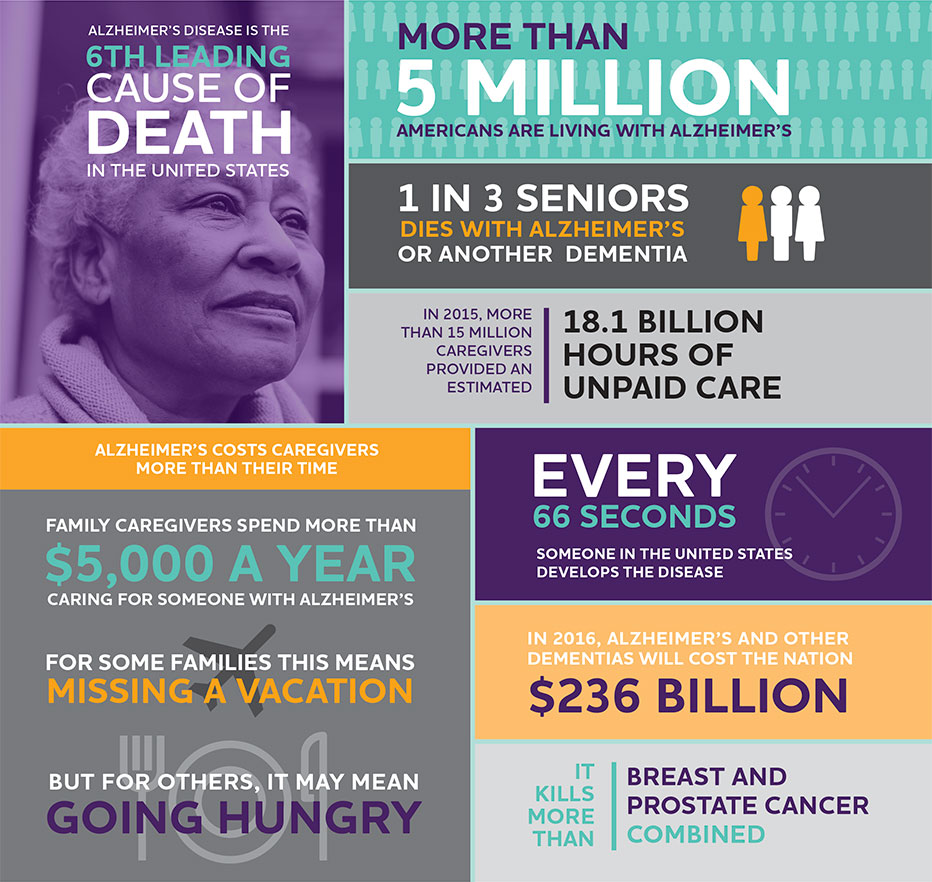 ALZHEIMER'S DISEASE IS THE
6TH LEADING
CAUSE OF
DEATH
IN THE UNITED STATES
MORE THAN
5 MILLION
AMERICANS ARE LIVING WITH ALZHEIMER'S
1 IN 3 SENIORS
DIES WITH ALZHEIMER'S
OR ANOTHER DEMENTIA
IN 2015, MORE
THAN 15 MILLION
CAREGIVERS
PROVIDED AN
ESTIMATED
18.1 BILLION
HOURS OF
UNPAID CARE
ALZHEIMER'S COSTS CAREGIVERS
MORE THAN THEIR TIME
FAMILY CAREGIVERS SPEND MORE THAN
$5,000 A YEAR
CARING FOR SOMEONE WITH ALZHEIMER'S
FOR SOME FAMILIES THIS MEANS
MISSING A VACATION
BUT FOR OTHERS, IT MAY MEAN
GOING HUNGRY
EVERY
66 SECONDS
SOMEONE IN THE UNITED STATES
DEVELOPS THE DISEASE
IN 2016, ALZHEIMER'S AND OTHER
DEMENTIAS WILL COST THE NATION
$236 BILLION
IT
KILLS
MORE
THAN
BREAST AND
PROSTATE CANCER
COMBINED